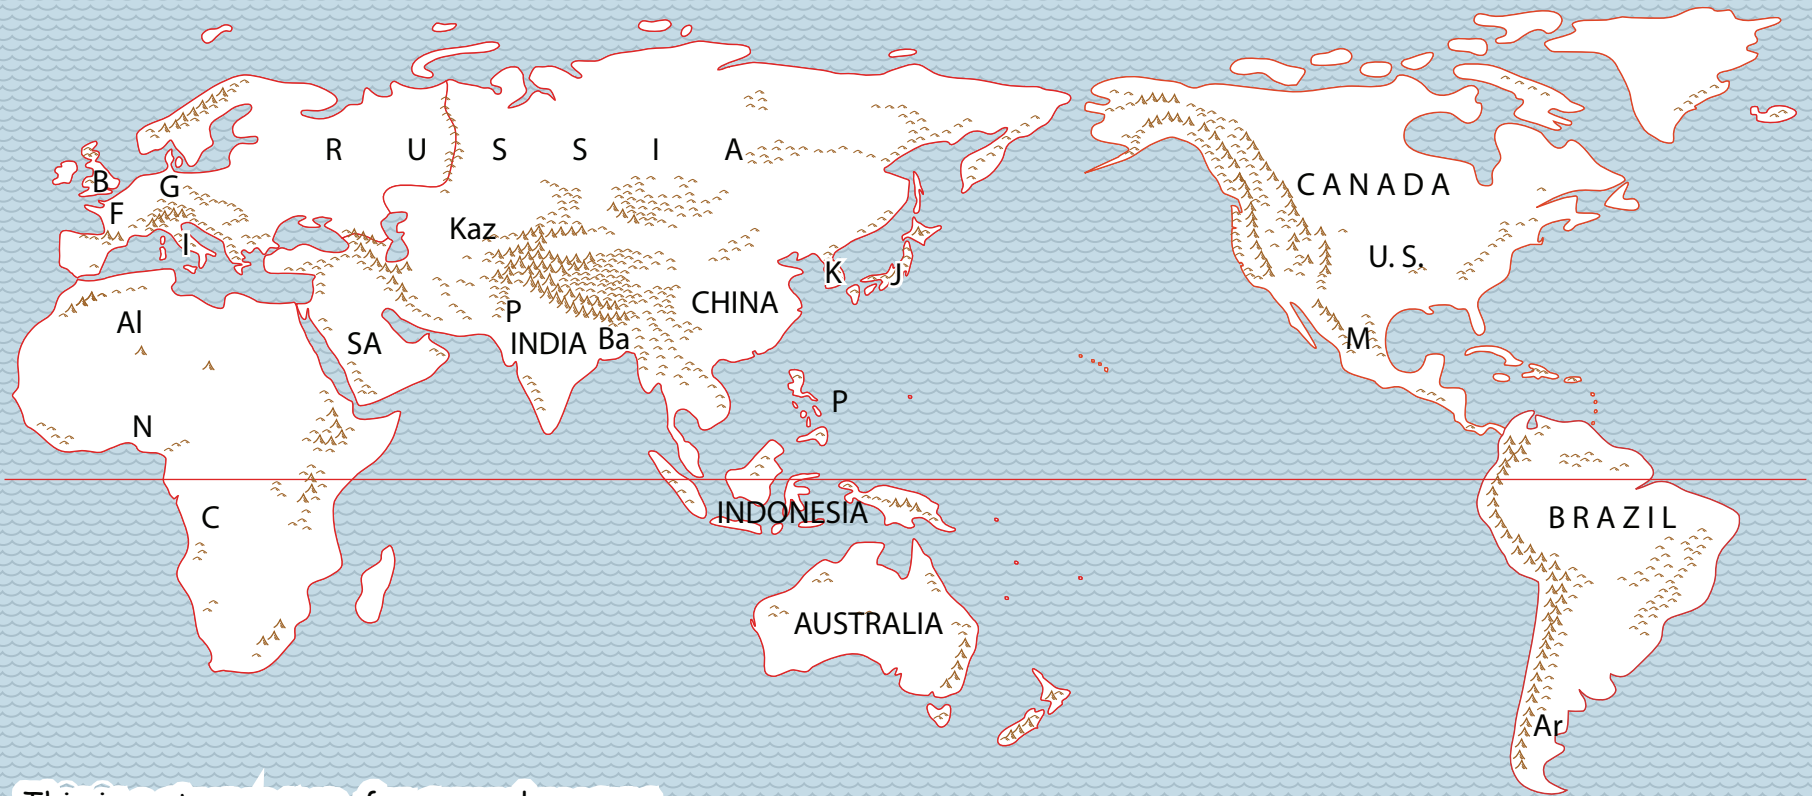 R U S S I A
B
G
CANADA
F
Kaz
I
U. S.
K
J
CHINA
P
Al
INDIA
Ba
SA
M
P
N
C
INDONESIA
BRAZIL
AUSTRALIA
Ar